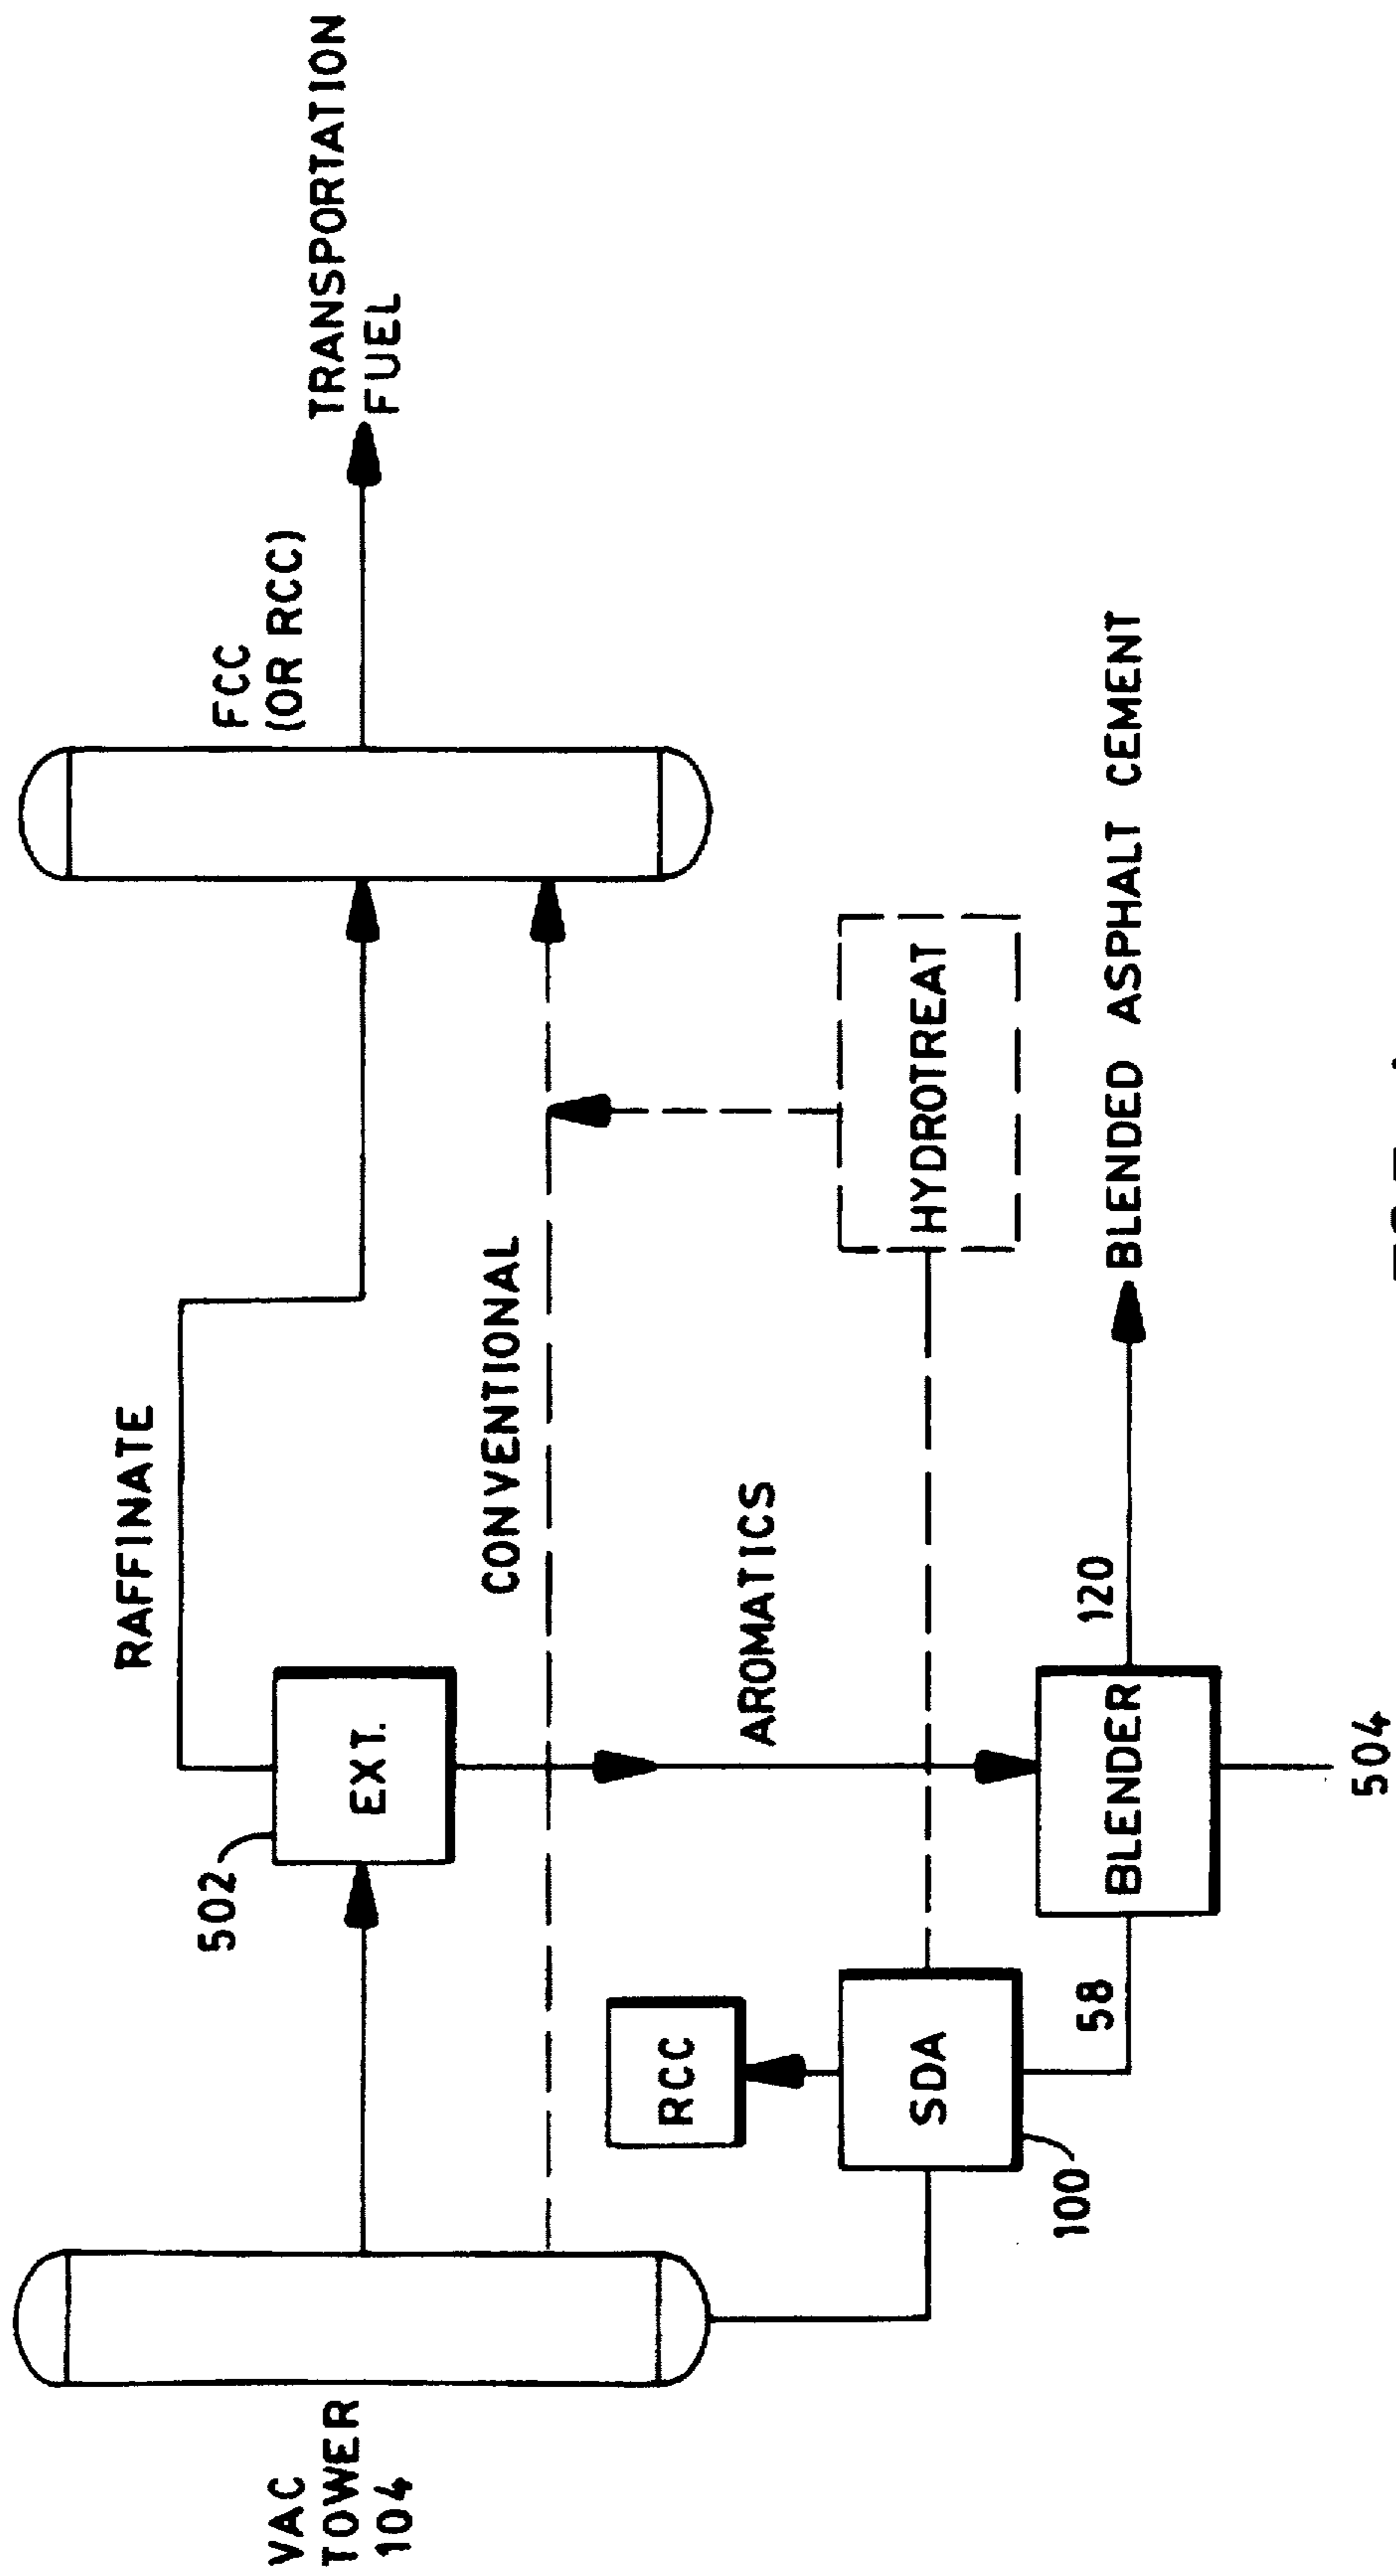 VAC
TOWER
104
502
EXT.
RAFFINATE
FCC
(OR RCC)
TRANSPORTATION
FUEL
CONVENTIONAL
AROMATICS
RCC
SDA
100
58
HYDROTREAT
BLENDER
120
BLENDED ASPHALT CEMENT
504